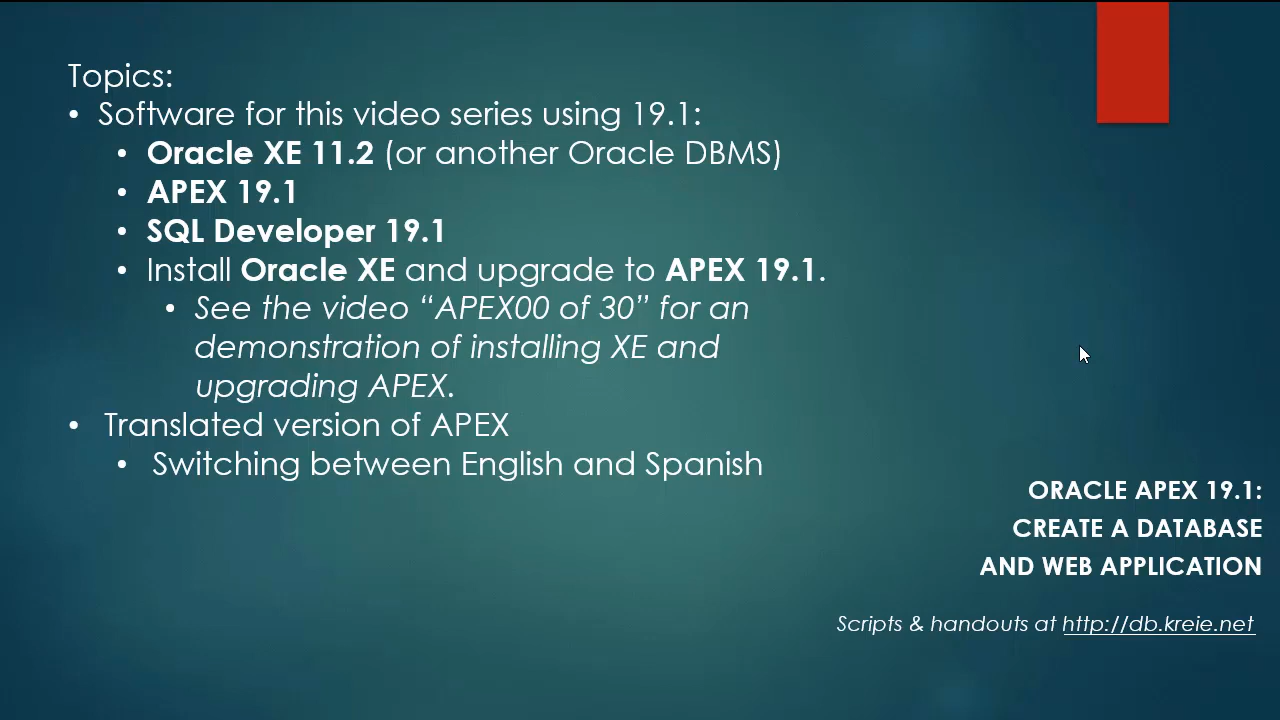 Topics:
• Software for this video series using 19.1:
• Oracle XE 11.2 (or another Oracle DBMS)
• APEX 19.1
• SQL Developer 19.1
• Install Oracle XE and upgrade to APEX 19.1.
• See the video “APEX00 of 30” for an
demonstration of installing XE and
upgrading APEX.
• Translated version of APEX
• Switching between English and Spanish
ORACLE APEX 19.1:
CREATE A DATABASE
AND WEB APPLICATION
Scripts & handouts at http://db.kreie.net